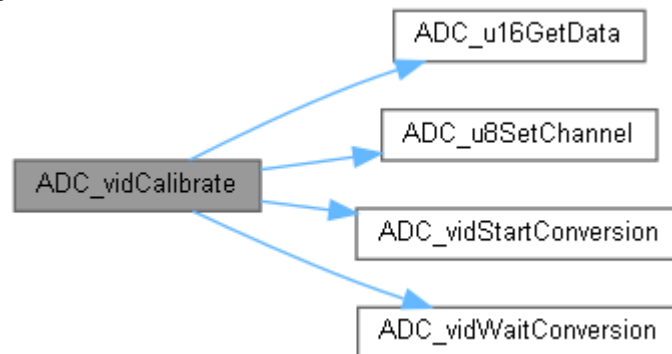 ADC_u16GetData
ADC_u8SetChannel
ADC_vidCalibrate
ADC_vidStartConversion
ADC_vidWaitConversion